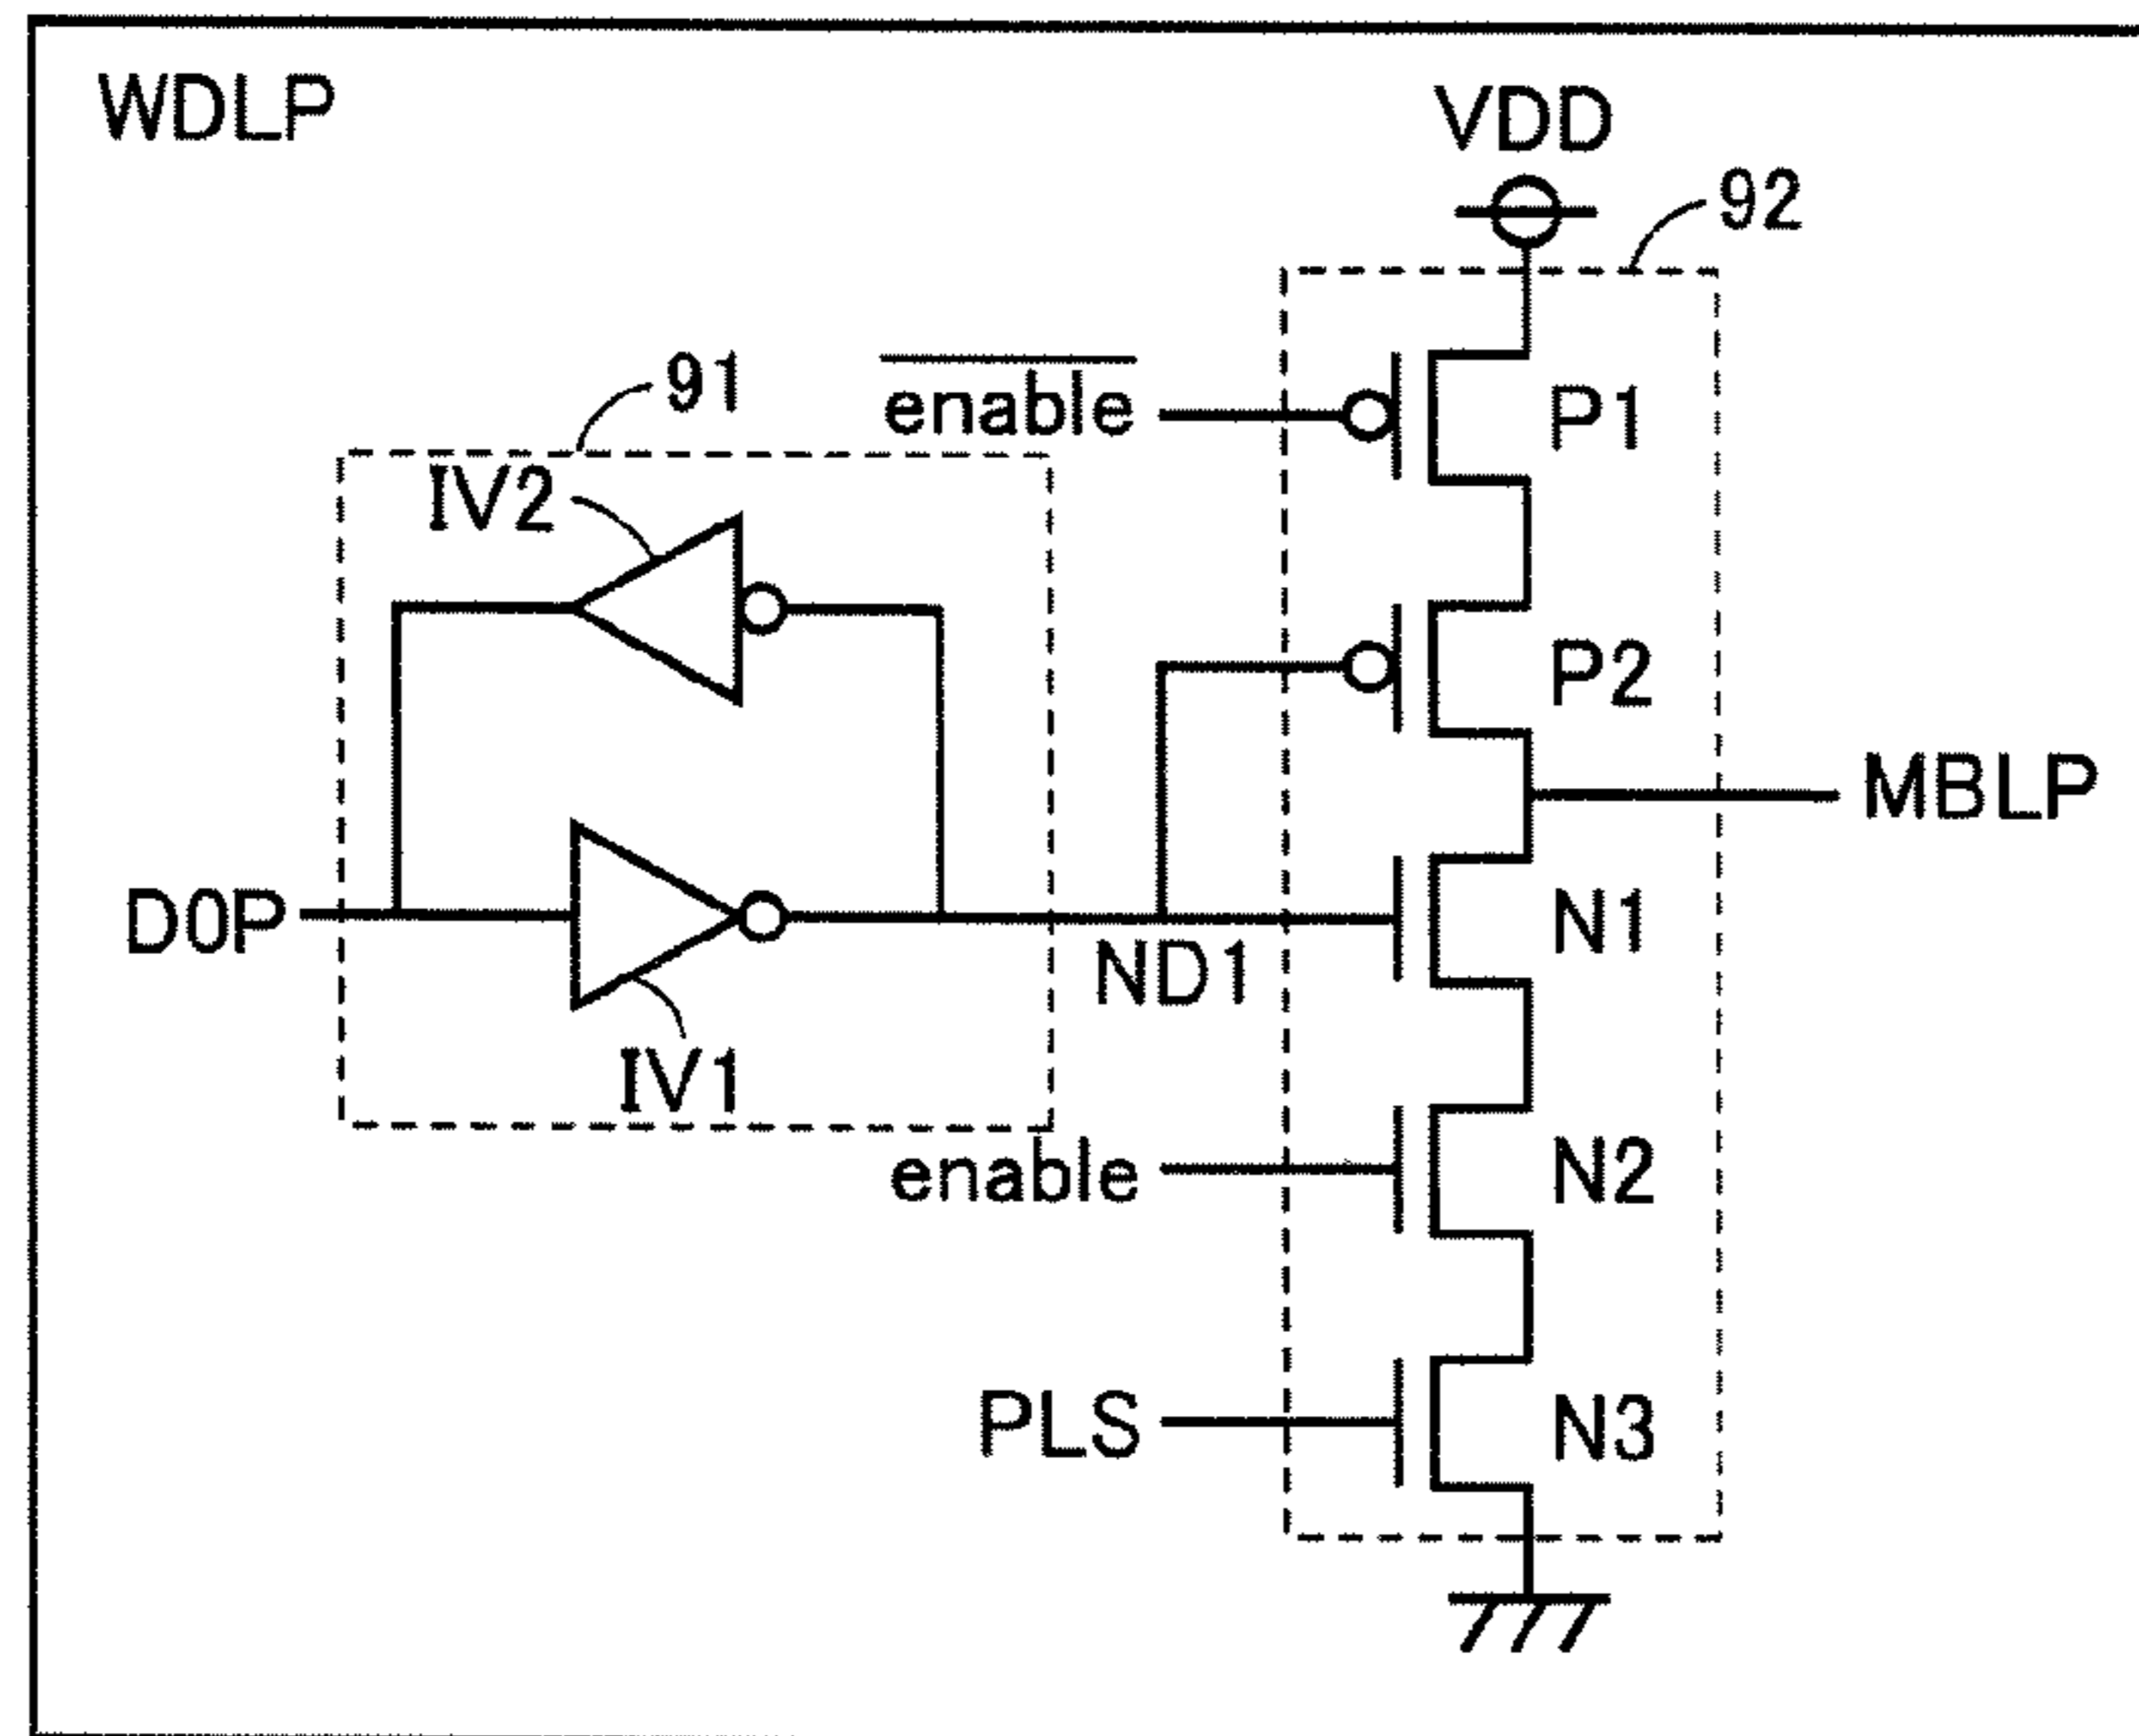 WDLP
VDD
92
91
enable
P1
IV2
P2
MBLP
D0P
N1
ND1
IV1
enable
N2
PLS
N3